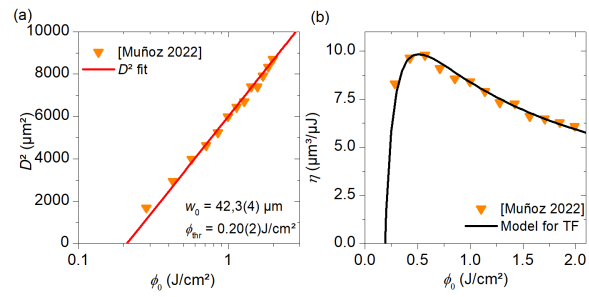 (a)
[Muñoz 2022]
D² fit
w₀ = 42,3(4) µm
ϕthr = 0.20(2)J/cm²
10000
8000
6000
4000
2000
0
D² (µm²)
0.1
1
ϕ₀ (J/cm²)
(b)
10.0
7.5
5.0
2.5
0.0
η (µm³/µJ)
[Muñoz 2022]
Model for TF
0.0
0.5
1.0
1.5
2.0
ϕ₀ (J/cm²)